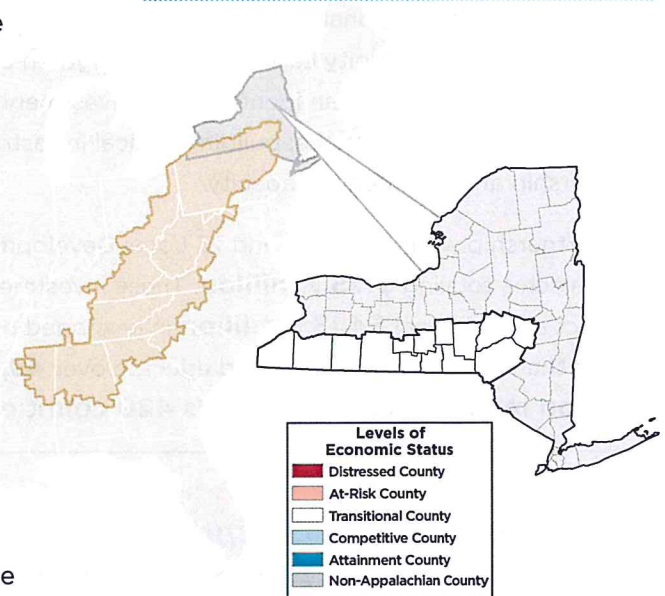 e
Levels of
Economic Status
Distressed County
At-Risk County
Transitional County
Competitive County
Attainment County
Non-Appalachian County
e